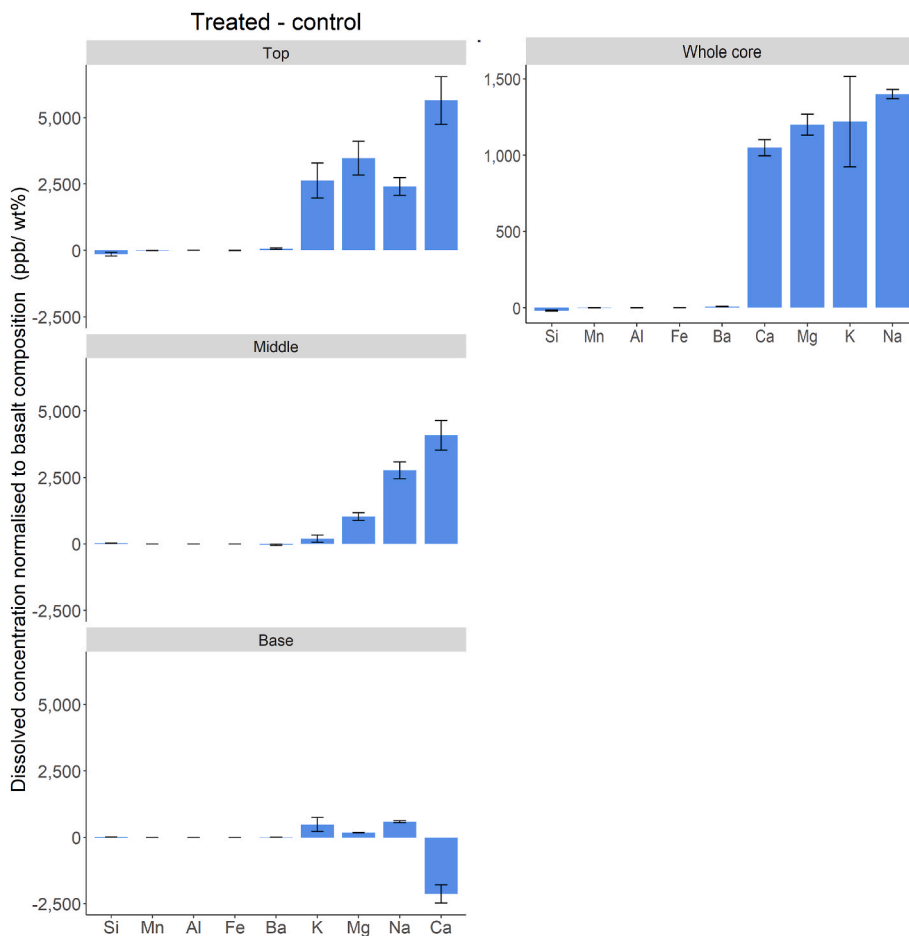 Treated - control
Dissolved concentration normalised to basalt composition (ppb/ wt%)
Top
5,000
2,500
0
-2,500
Middle
5,000
2,500
0
-2,500
Base
5,000
2,500
0
-2,500
Si Mn Al Fe Ba K Mg Na Ca
Whole core
1,500
1,000
500
0
Si Mn Al Fe Ba Ca Mg K Na